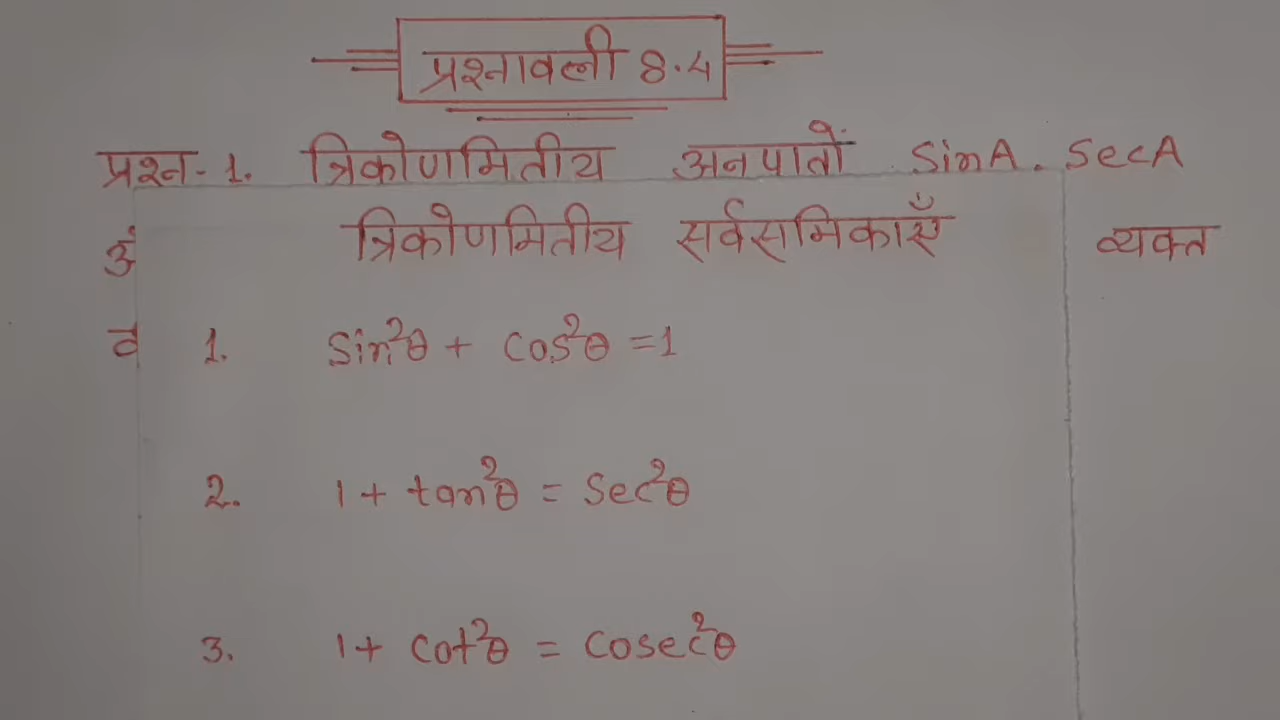 प्रश्नावली 8.4
प्रश्न-1. त्रिकोणमितीय अनपातों SinA. SecA
त्रिकोणमितीय सर्वसमिकाएँ व्यक्त
व 1. Sin²θ + Cos²θ =1
2. 1+ tan²θ = Sec²θ
3. 1+ Cot²θ = Cosec²θ